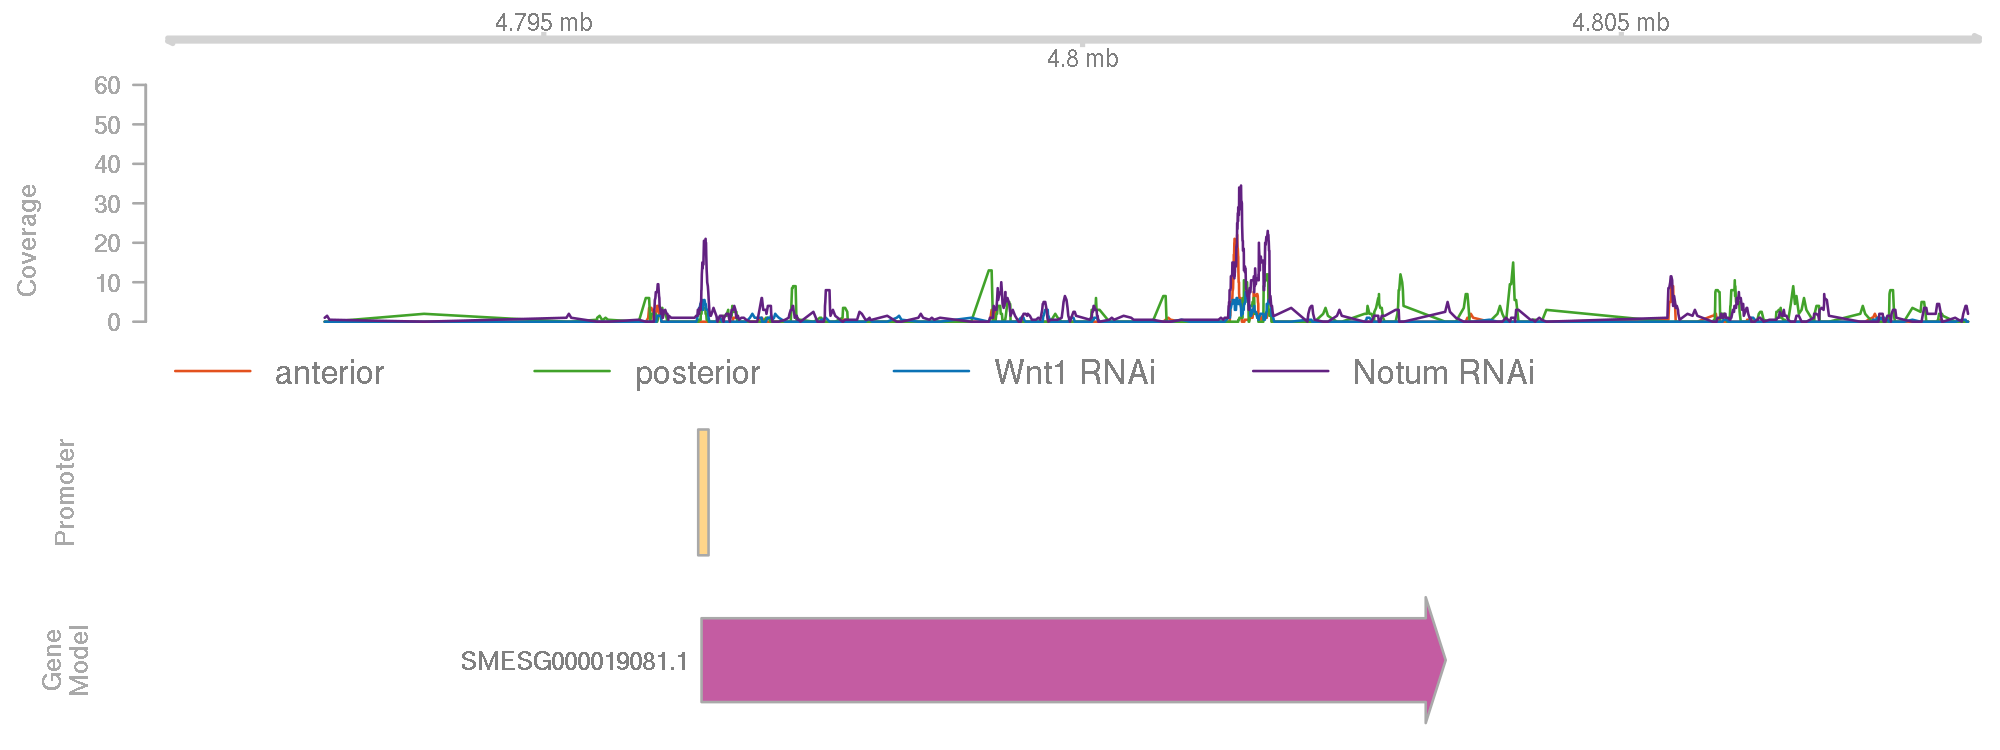 4.795 mb
4.805 mb
4.8 mb
60
50
40
30
20
10
0
Coverage
anterior
posterior
Wnt1 RNAi
Notum RNAi
Promoter
SMESG000019081.1
Gene
Model